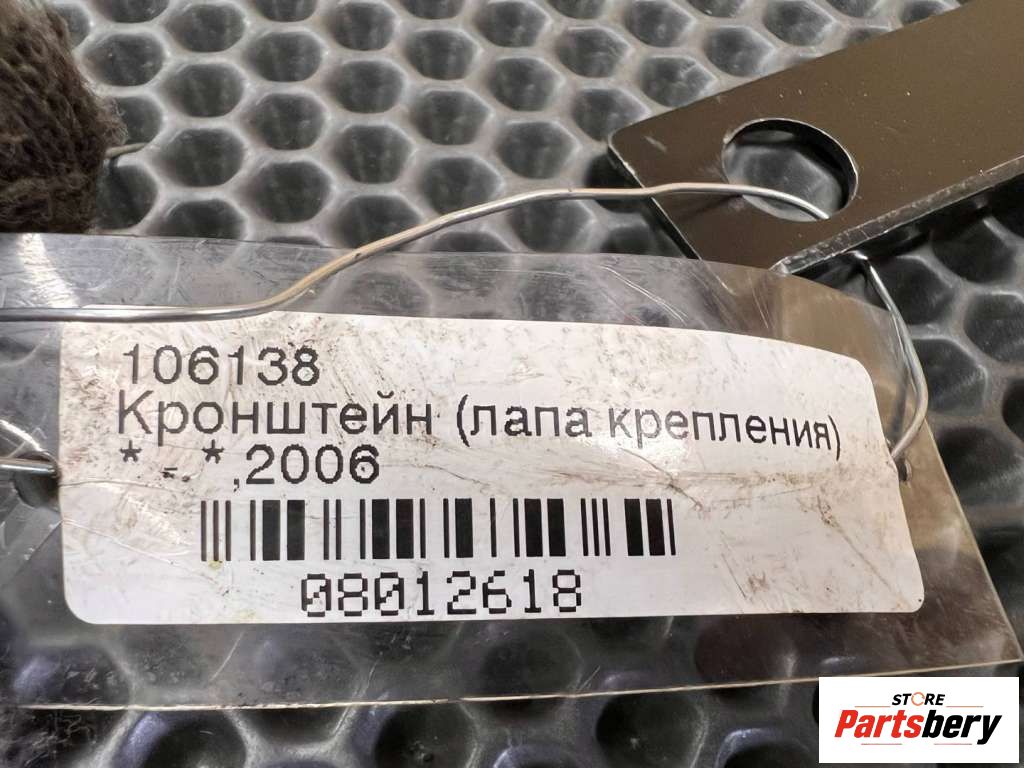 106138
Кронштейн (лапа крепления)
* -. * ,2006
08012618
STORE
Partsbery